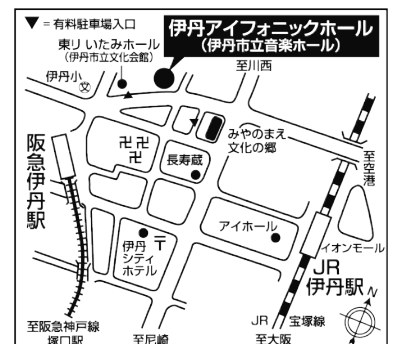 ▼=有料駐車場入口
伊丹アイフォニックホール
(伊丹市立音楽ホール)
東リ いたみホール
(伊丹市立文化会館)
至川西
伊丹小
文
みやのまえ
文化の郷
卍 卍
卍
長寿蔵
阪急伊丹駅
至空港
アイホール
伊丹
シティ
ホテル
〒
イオンモール
JR
伊丹駅
N
至阪急神戸線
塚口駅
至尼崎
JR 宝塚線
至大阪